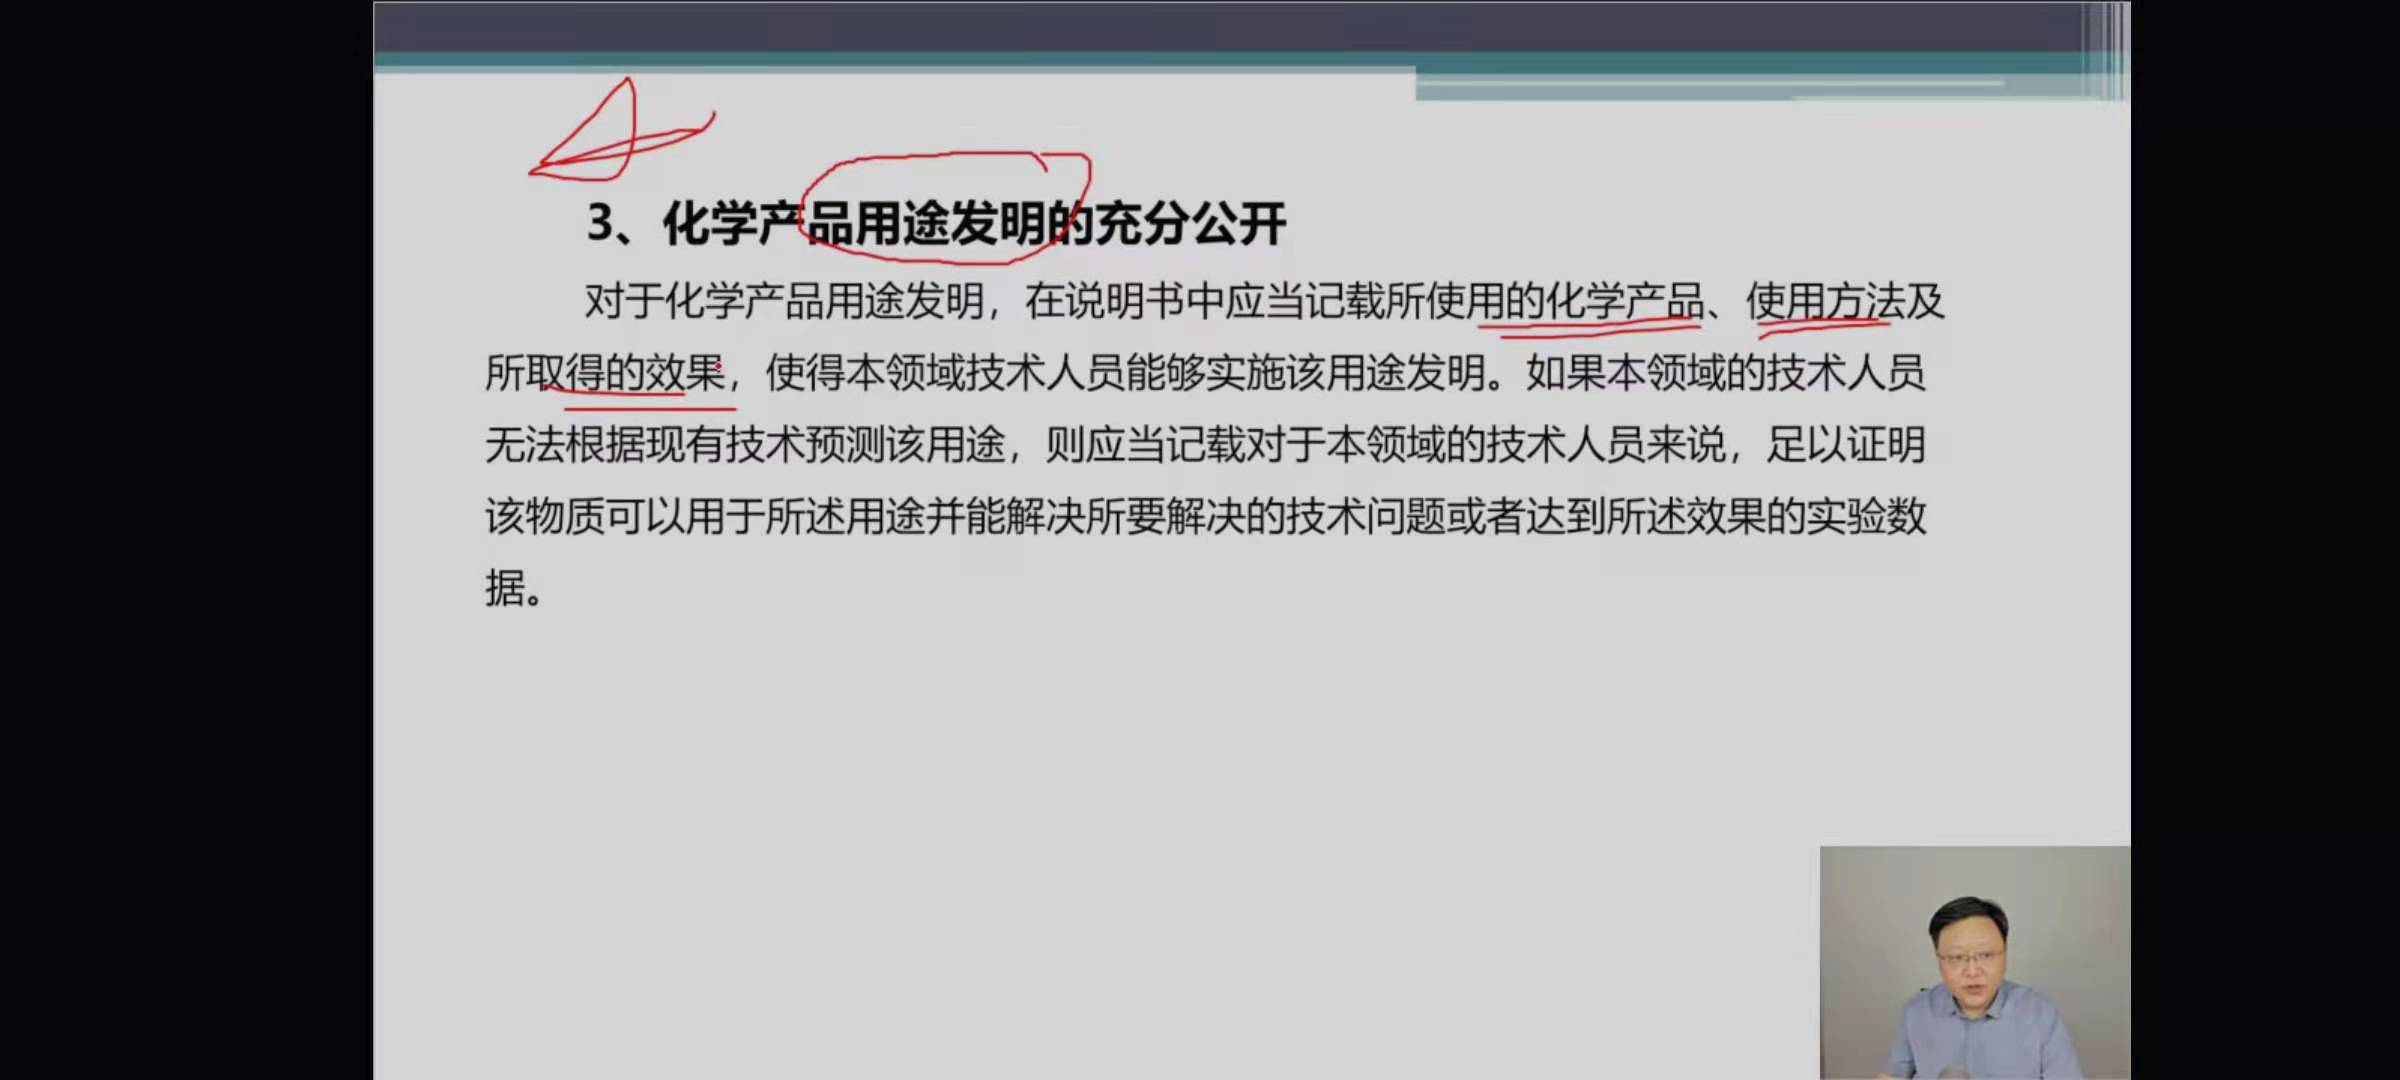 3、化学产品用途发明的充分公开
对于化学产品用途发明，在说明书中应当记载所使用的化学产品、使用方法及
所取得的效果，使得本领域技术人员能够实施该用途发明。如果本领域的技术人员
无法根据现有技术预测该用途，则应当记载对于本领域的技术人员来说，足以证明
该物质可以用于所述用途并能解决所要解决的技术问题或者达到所述效果的实验数
据。